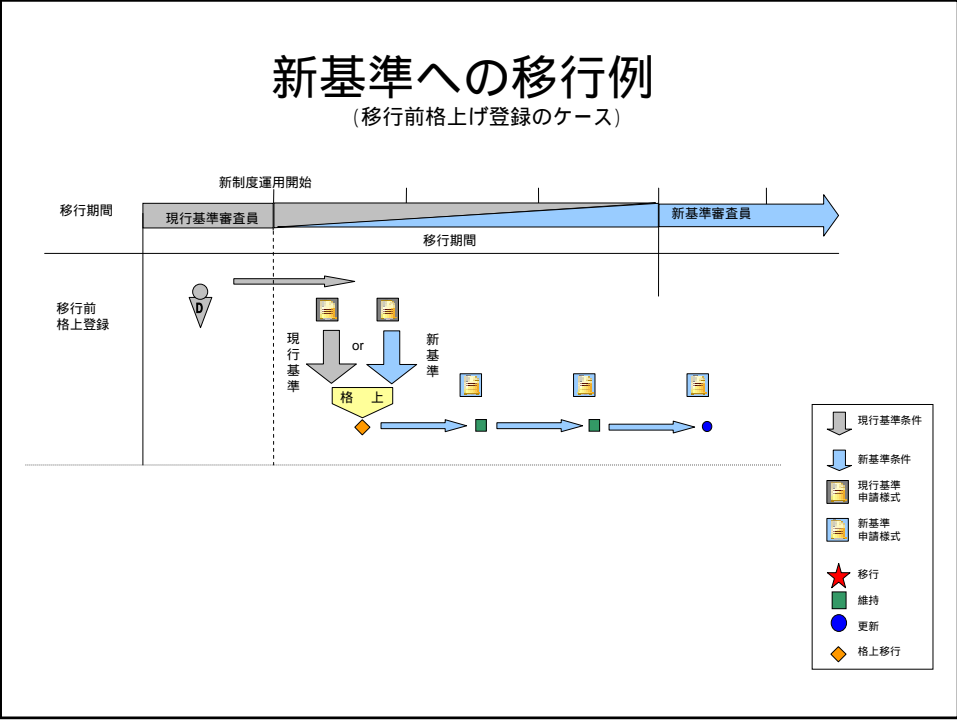 新基準への移行例
(移行前格上げ登録のケース)
新制度運用開始
移行期間
現行基準審査員
新基準審査員
移行期間
移行前
格上登録
D
現行基準
or
新基準
格 上
現行基準条件
新基準条件
現行基準
申請様式
新基準
申請様式
移行
維持
更新
格上移行